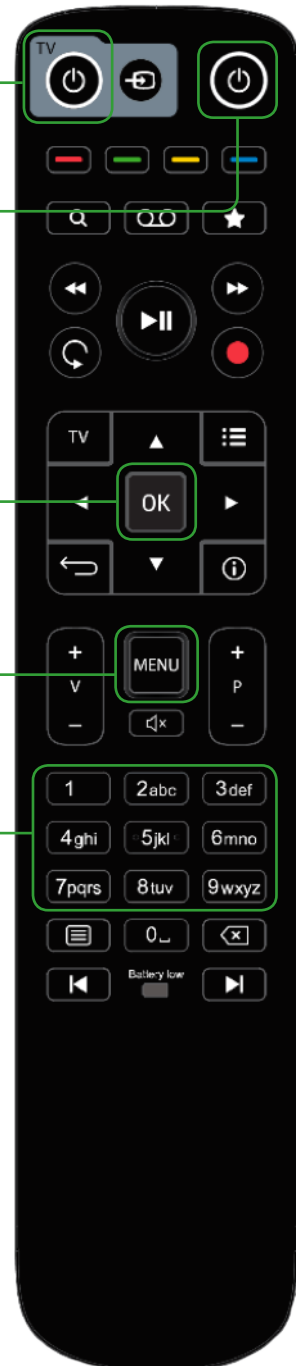 TV
TV
OK
+ MENU +
V P
– –
1 2abc 3def
4ghi 5jkl 6mno
7pqrs 8tuv 9wxyz
0
Battery low